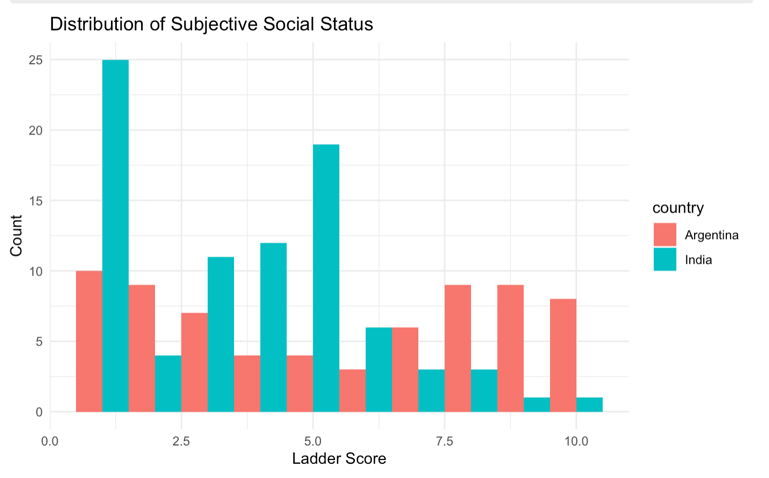 Distribution of Subjective Social Status
25
20
15
10
5
0
Count
0.0 2.5 5.0 7.5 10.0
Ladder Score
country
Argentina
India